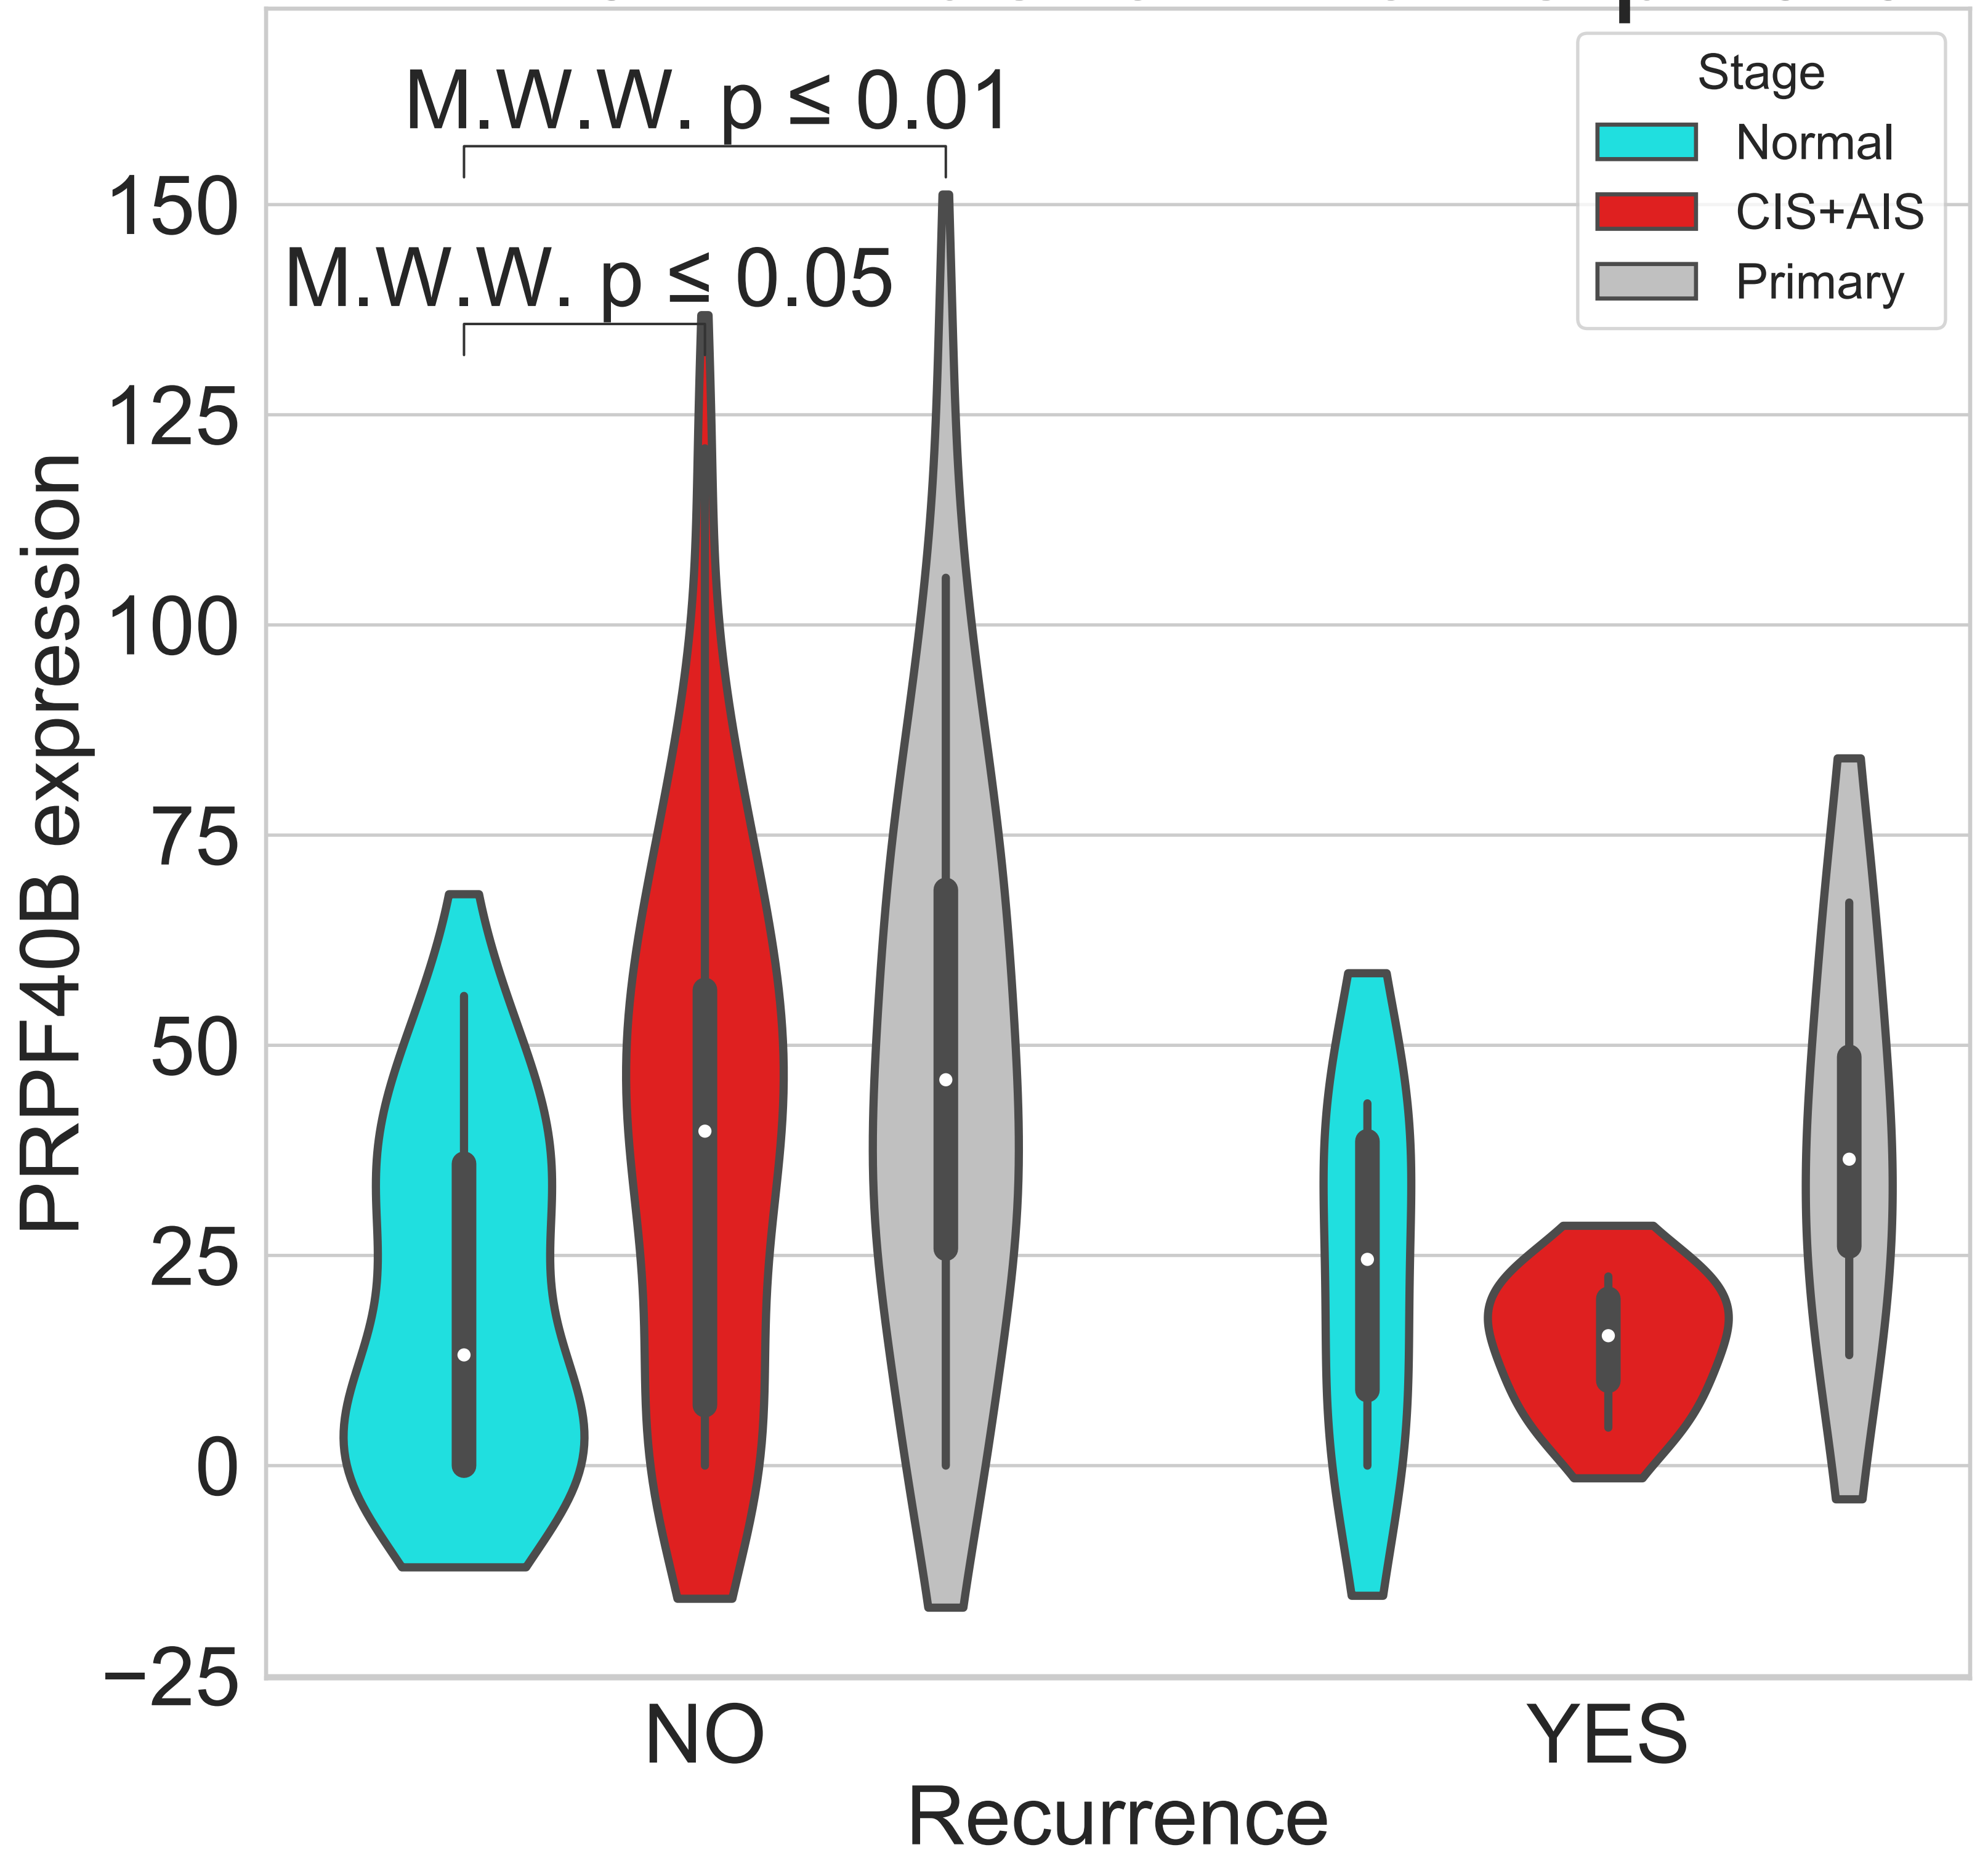 M.W.W. p ≤ 0.01
M.W.W. p ≤ 0.05
Stage
Normal
CIS+AIS
Primary
PRPF40B expression
150
125
100
75
50
25
0
−25
NO
YES
Recurrence